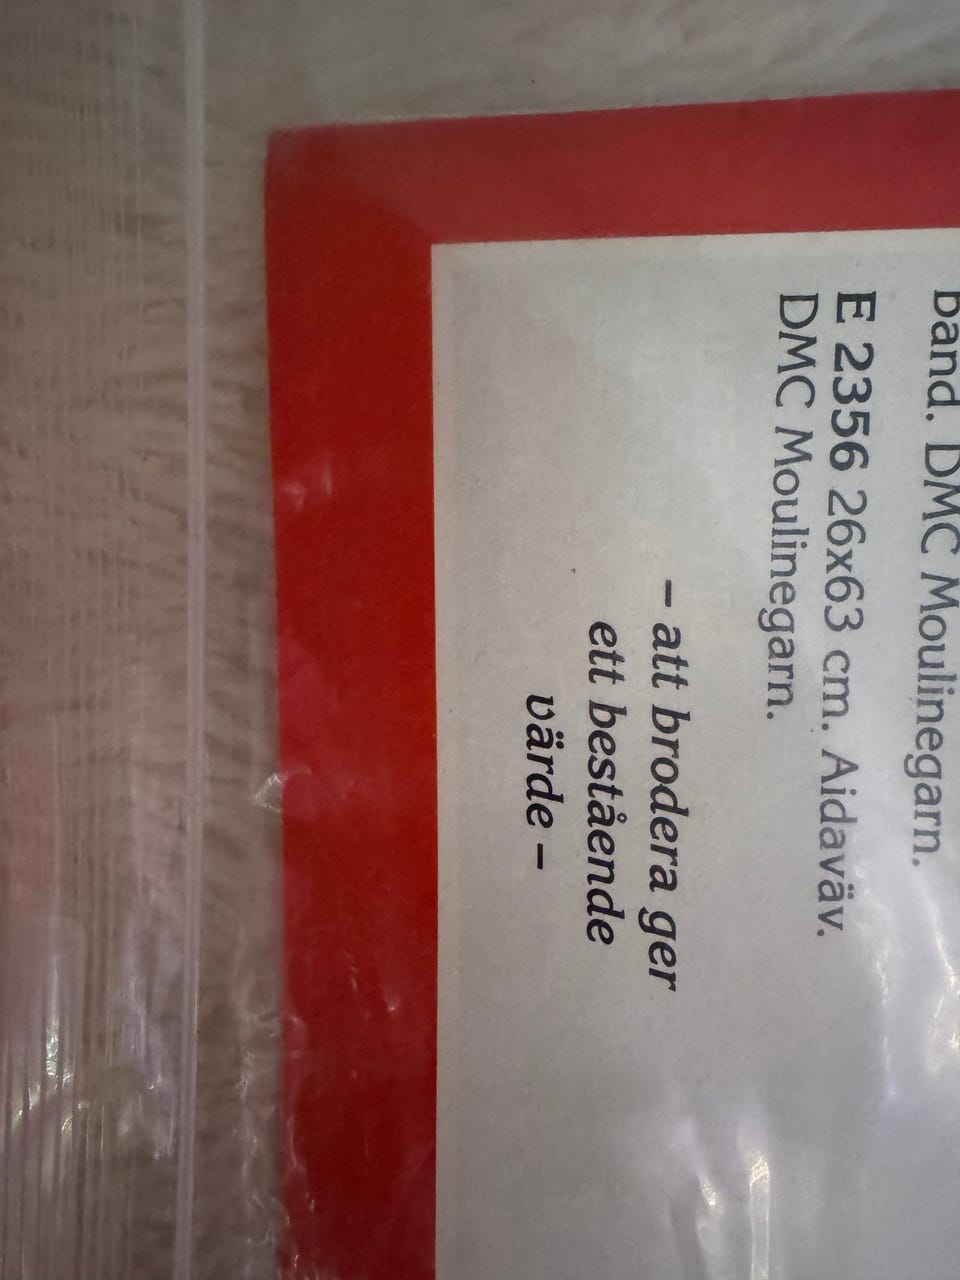 band. DMC Moulinegarn.
E 2356 26x63 cm. Aidaväv.
DMC Moulinegarn.
– att brodera ger
ett bestående
värde –